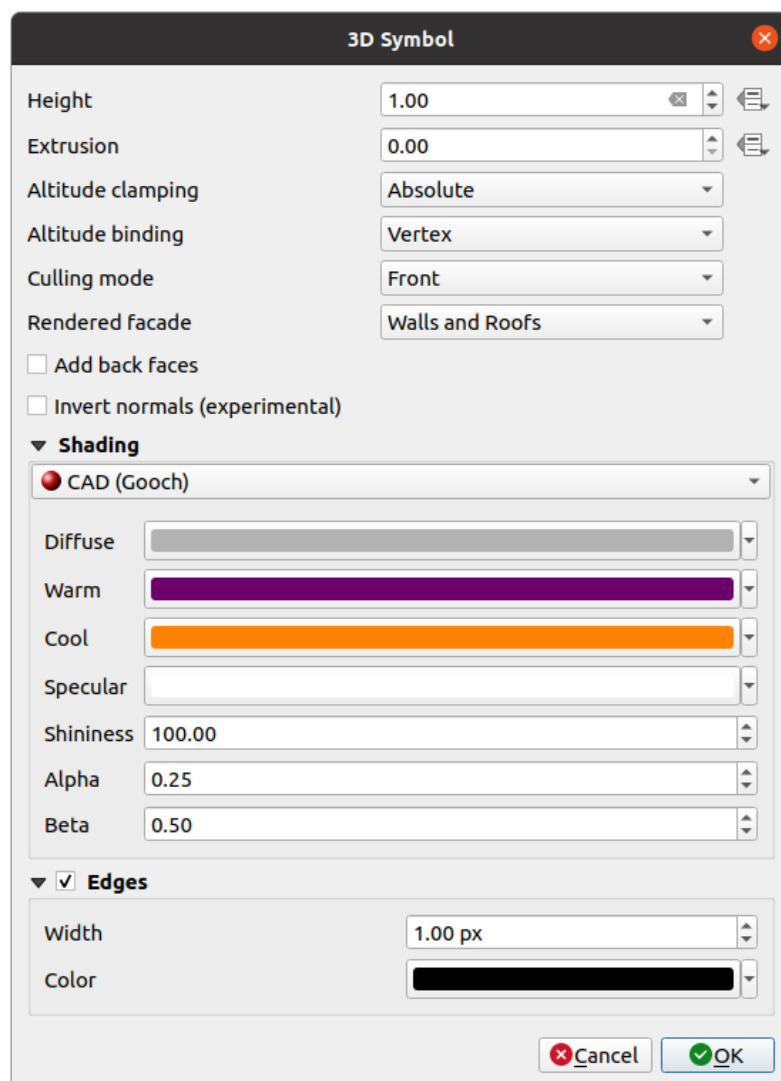 3D Symbol
Height 1.00
Extrusion 0.00
Altitude clamping Absolute
Altitude binding Vertex
Culling mode Front
Rendered facade Walls and Roofs
Add back faces
Invert normals (experimental)
Shading
CAD (Gooch)
Diffuse
Warm
Cool
Specular
Shininess 100.00
Alpha 0.25
Beta 0.50
Edges
Width 1.00 px
Color
Cancel OK